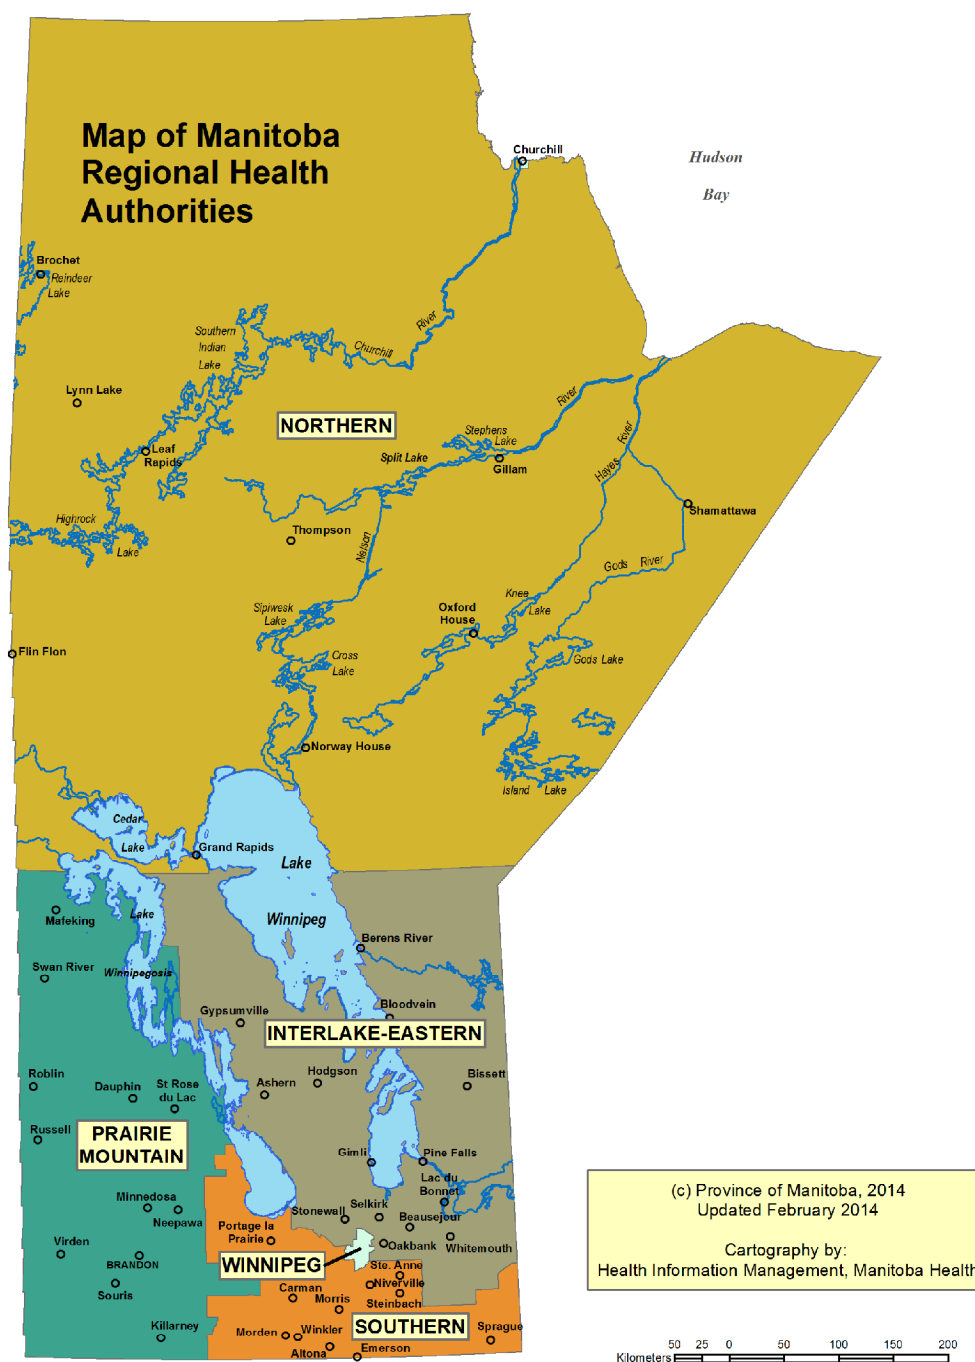 Map of Manitoba
Regional Health
Authorities
Churchill
Hudson
Bay
Brochet
Reindeer
Lake
Southern
Indian
Lake
Churchill
River
Lynn Lake
NORTHERN
River
Stephens
Lake
Split Lake
Gillam
Leaf
Rapids
Hayes
River
Shamattawa
Highrock
Lake
Thompson
Nelson
Gods River
Knee
Lake
Sipiwesk
Lake
Oxford
House
Flin Flon
Cross
Lake
Gods Lake
Norway House
Island Lake
Cedar
Lake
Grand Rapids
Lake
Winnipeg
Mafeking
Lake
Winnipegosis
Berens River
Swan River
Gypsumville
Bloodvein
INTERLAKE-EASTERN
Roblin
Dauphin
St Rose
du Lac
Ashern
Hodgson
Bissett
Russell
PRAIRIE
MOUNTAIN
Gimli
Pine Falls
Lac du
Bonnet
Minnedosa
Neepawa
Stonewall
Selkirk
Beausejour
Portage la
Prairie
Oakbank
Whitemouth
Virden
BRANDON
WINNIPEG
Ste. Anne
Niverville
Steinbach
Souris
Carman
Morris
SOUTHERN
Killarney
Morden
Winkler
Altona
Emerson
Sprague
(c) Province of Manitoba, 2014
Updated February 2014
Cartography by:
Health Information Management, Manitoba Health
50 25 0 50 100 150 200
Kilometers